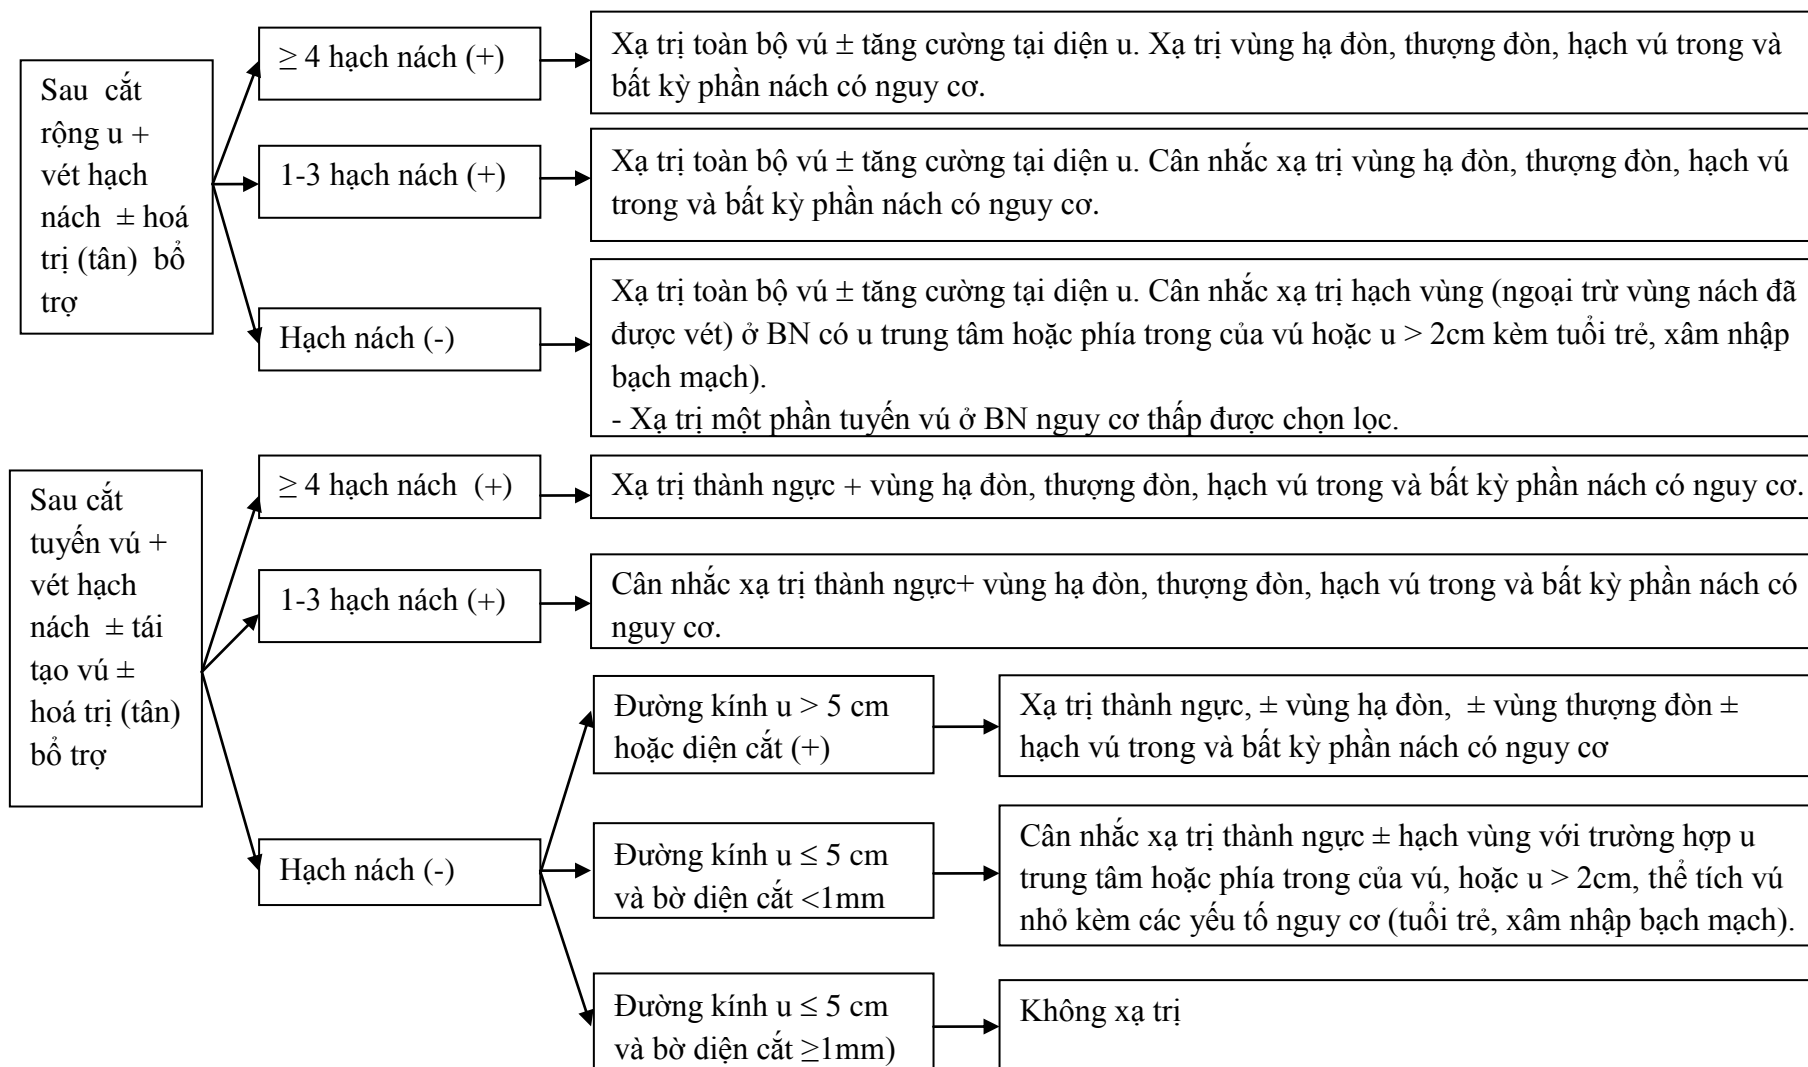 Sau cắt
rộng u +
vét hạch
nách ± hoá
trị (tân) bổ
trợ
≥ 4 hạch nách (+)
Xạ trị toàn bộ vú ± tăng cường tại diện u. Xạ trị vùng hạ đòn, thượng đòn, hạch vú trong và
bất kỳ phần nách có nguy cơ.
1-3 hạch nách (+)
Xạ trị toàn bộ vú ± tăng cường tại diện u. Cân nhắc xạ trị vùng hạ đòn, thượng đòn, hạch vú
trong và bất kỳ phần nách có nguy cơ.
Hạch nách (-)
Xạ trị toàn bộ vú ± tăng cường tại diện u. Cân nhắc xạ trị hạch vùng (ngoại trừ vùng nách đã
được vét) ở BN có u trung tâm hoặc phía trong của vú hoặc u > 2cm kèm tuổi trẻ, xâm nhập
bạch mạch).
- Xạ trị một phần tuyến vú ở BN nguy cơ thấp được chọn lọc.
Sau cắt
tuyến vú +
vét hạch
nách ± tái
tạo vú ±
hoá trị (tân)
bổ trợ
≥ 4 hạch nách (+)
Xạ trị thành ngực + vùng hạ đòn, thượng đòn, hạch vú trong và bất kỳ phần nách có nguy cơ.
1-3 hạch nách (+)
Cân nhắc xạ trị thành ngực+ vùng hạ đòn, thượng đòn, hạch vú trong và bất kỳ phần nách có
nguy cơ.
Hạch nách (-)
Đường kính u > 5 cm
hoặc diện cắt (+)
Xạ trị thành ngực, ± vùng hạ đòn, ± vùng thượng đòn ±
hạch vú trong và bất kỳ phần nách có nguy cơ
Đường kính u ≤ 5 cm
và bờ diện cắt <1mm
Cân nhắc xạ trị thành ngực ± hạch vùng với trường hợp u
trung tâm hoặc phía trong của vú, hoặc u > 2cm, thể tích vú
nhỏ kèm các yếu tố nguy cơ (tuổi trẻ, xâm nhập bạch mạch).
Đường kính u ≤ 5 cm
và bờ diện cắt ≥1mm)
Không xạ trị